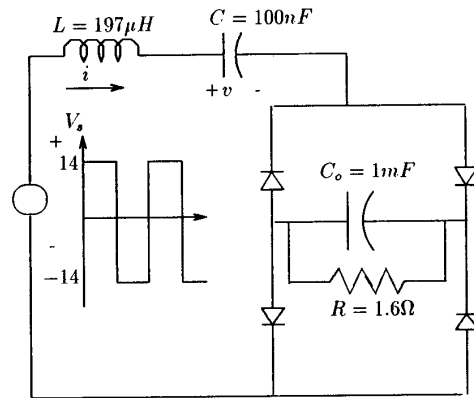 L = 197μH
C = 100nF
i
+ v -
V_s
+
14
-
−14
C_o = 1mF
R = 1.6Ω